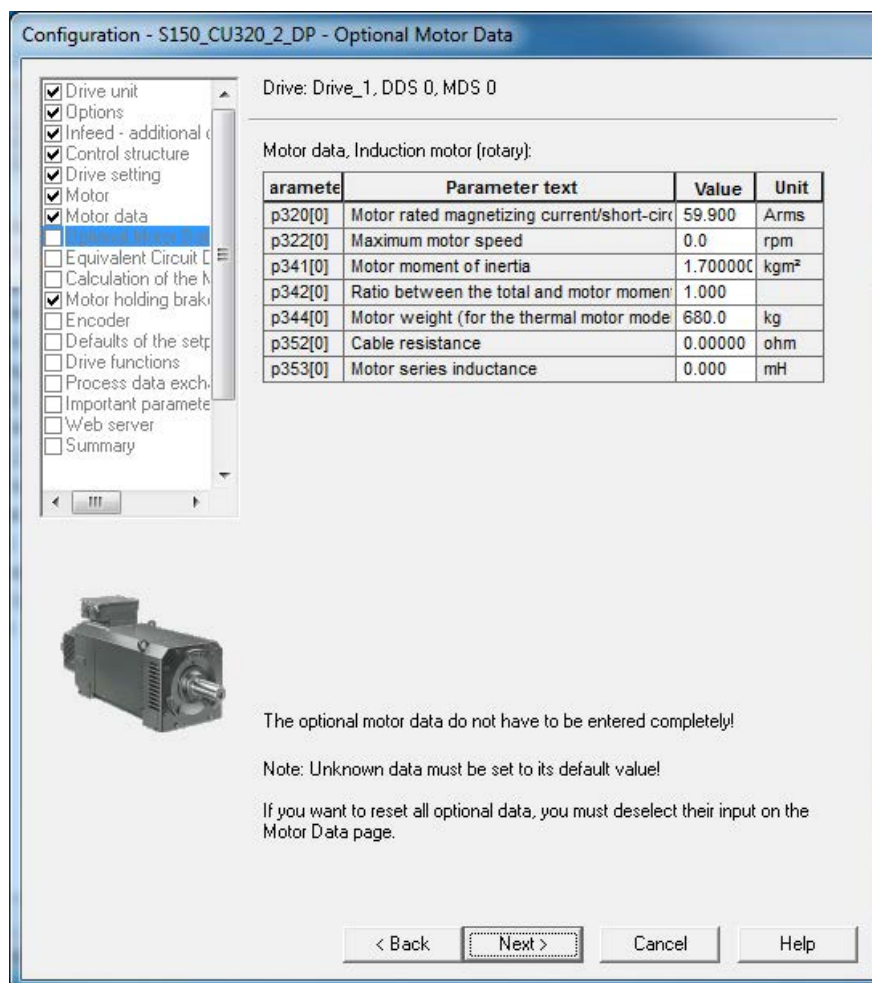 Configuration - S150_CU320_2_DP - Optional Motor Data
Drive unit
Options
Infeed - additional
Control structure
Drive setting
Motor
Motor data
Equivalent Circuit D
Calculation of the M
Motor holding brak
Encoder
Defaults of the setp
Drive functions
Process data exch
Important paramete
Web server
Summary
Drive: Drive_1, DDS 0, MDS 0
Motor data, Induction motor (rotary):
aramete Parameter text Value Unit
p320[0] Motor rated magnetizing current/short-circ 59.900 Arms
p322[0] Maximum motor speed 0.0 rpm
p341[0] Motor moment of inertia 1.700000 kgm²
p342[0] Ratio between the total and motor momen 1.000
p344[0] Motor weight (for the thermal motor mode 680.0 kg
p352[0] Cable resistance 0.00000 ohm
p353[0] Motor series inductance 0.000 mH
The optional motor data do not have to be entered completely!
Note: Unknown data must be set to its default value!
If you want to reset all optional data, you must deselect their input on the
Motor Data page.
< Back Next > Cancel Help